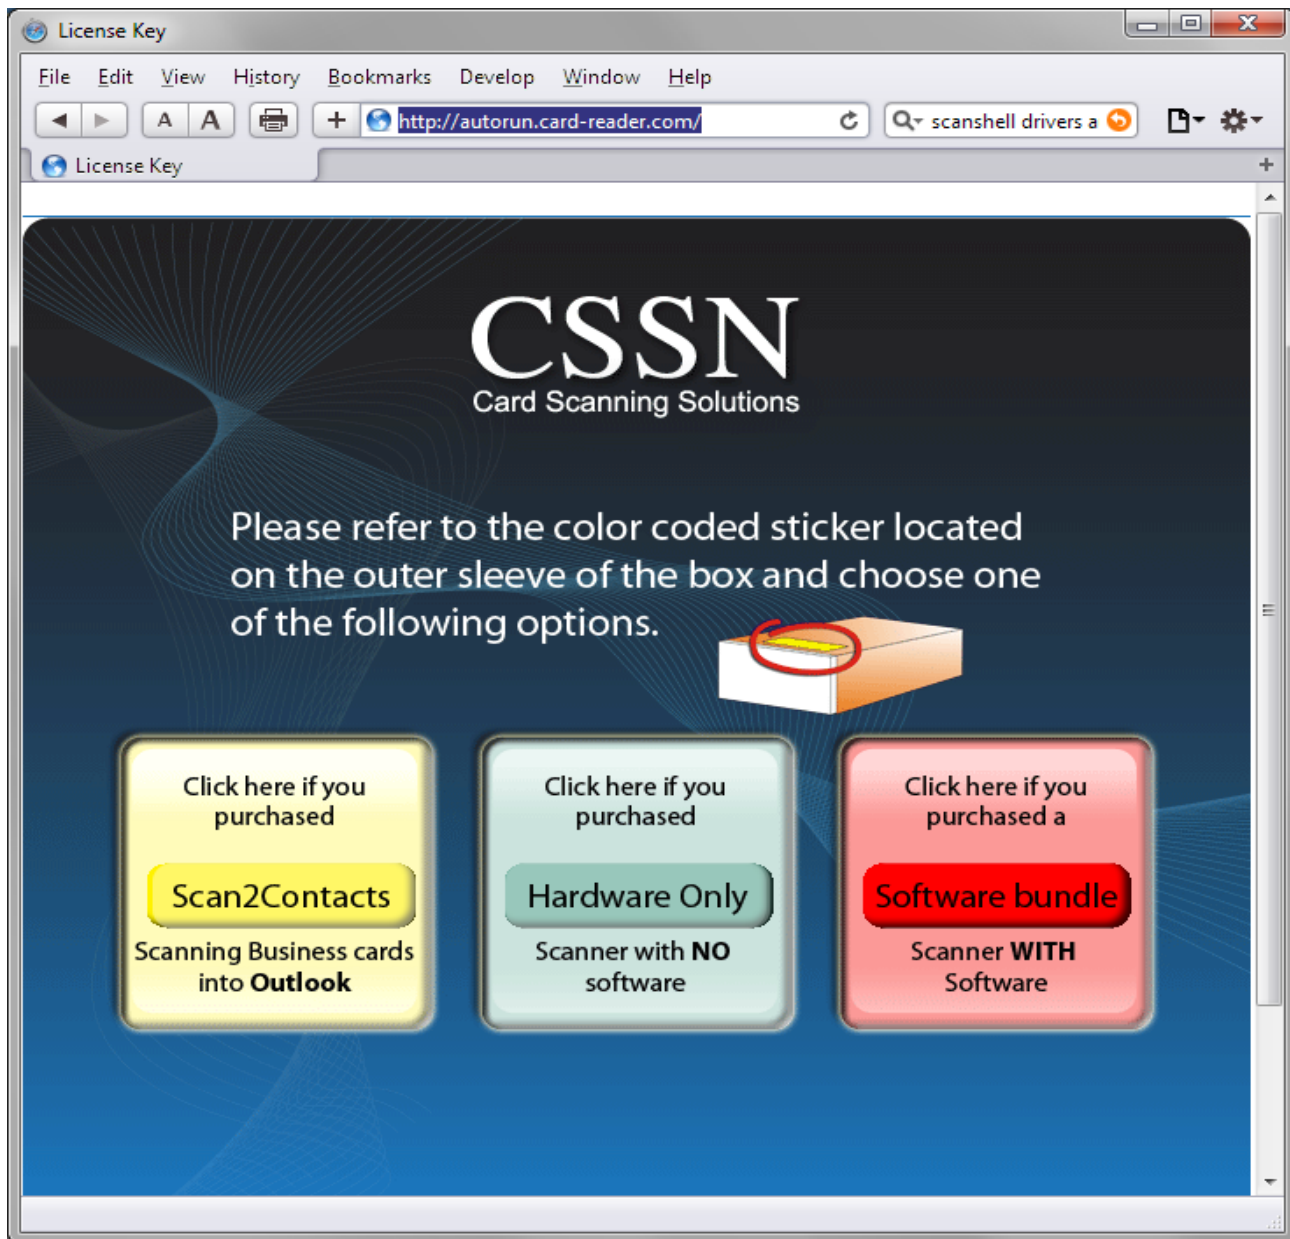 License Key
File Edit View History Bookmarks Develop Window Help
A A http://autorun.card-reader.com/ scanshell drivers a
License Key
CSSN
Card Scanning Solutions
Please refer to the color coded sticker located
on the outer sleeve of the box and choose one
of the following options.
Click here if you
purchased
Scan2Contacts
Scanning Business cards
into Outlook
Click here if you
purchased
Hardware Only
Scanner with NO
software
Click here if you
purchased a
Software bundle
Scanner WITH
Software